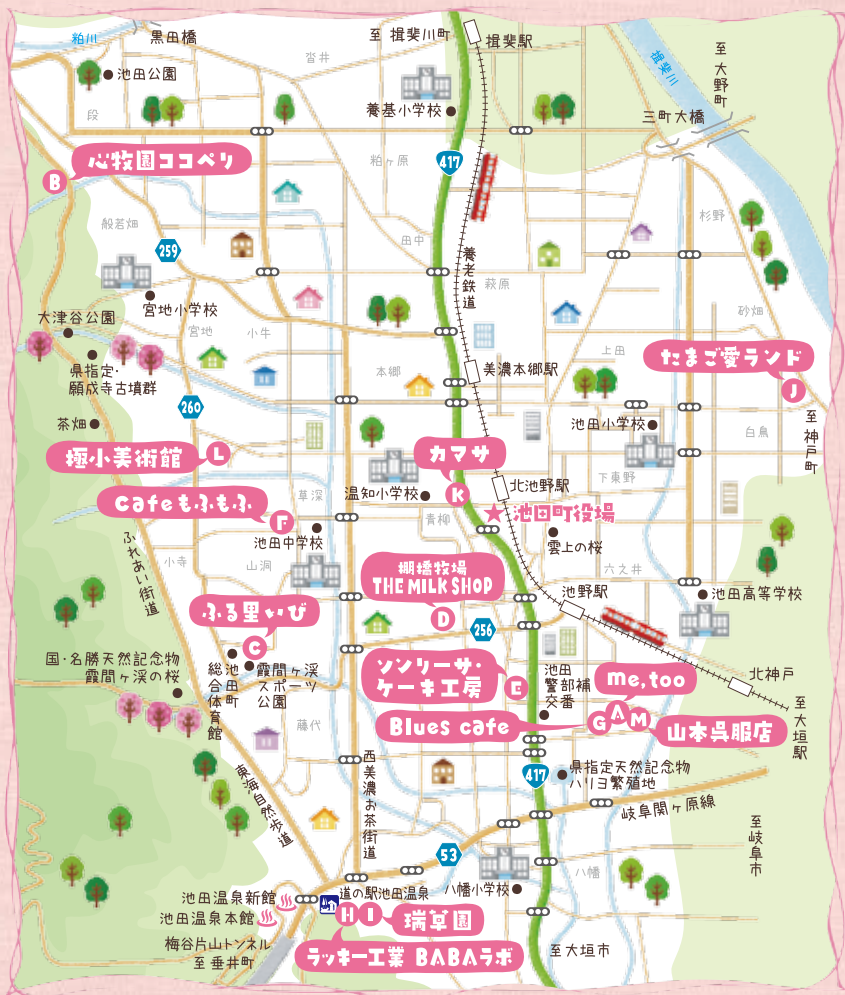 粕川
黒田橋
至 揖斐川町
揖斐駅
沓井
揖斐川
至 大野町
池田公園
養基小学校
三町大橋
段
417
心牧園ココペリ
B
粕ヶ原
般若畑
杉野
259
田中
養老鉄道
萩原
宮地小学校
大津谷公園
宮地
小牛
砂畑
県指定・
願成寺古墳群
本郷
美濃本郷駅
上田
たまご愛ランド
J
260
茶畑
池田小学校
至 神戸町
白鳥
極小美術館
L
カマサ
K
下東野
北池野駅
温知小学校
草深
Cafeもふもふ
F
青柳
池田町役場
池田中学校
雲上の桜
ふれあい街道
小寺
山洞
棚橋牧場
THE MILK SHOP
D
六之井
池野駅
池田高等学校
ふる里いび
C
256
国・名勝天然記念物
霞間ヶ渓の桜
池田町
総合体育館
霞間ヶ渓
スポーツ
公園
ソンリーサ・
ケーキ工房
E
池田
警部補
交番
me,too
北神戸
至 大垣駅
藤代
Blues cafe
G
A
M
山本呉服店
西美濃お茶街道
東海自然歩道
417
県指定天然記念物
ハリヨ繁殖地
岐阜関ヶ原線
至 岐阜市
53
八幡
池田温泉新館
道の駅池田温泉
八幡小学校
池田温泉本館
H
I
瑞草園
梅谷片山トンネル
至 垂井町
ラッキー工業 BABAラボ
至 大垣市